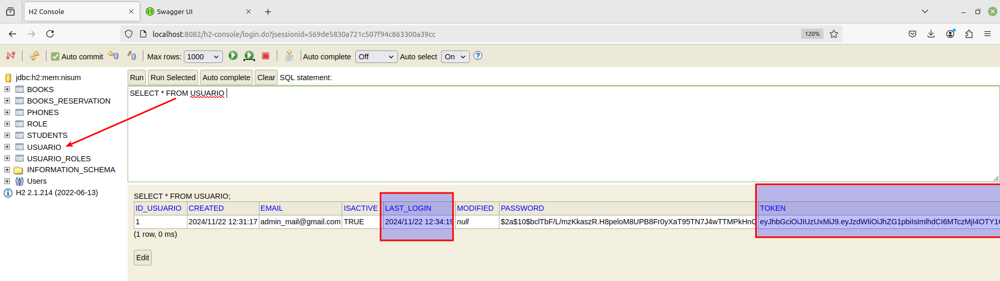 H2 Console
Swagger UI
localhost:8082/h2-console/login.do?jsessionid=569de5830a721c507f94c863300a39cc
120%
Auto commit
Max rows: 1000
Auto complete Off
Auto select On
jdbc:h2:mem:nisum
BOOKS
BOOKS_RESERVATION
PHONES
ROLE
STUDENTS
USUARIO
USUARIO_ROLES
INFORMATION_SCHEMA
Users
H2 2.1.214 (2022-06-13)
Run Run Selected Auto complete Clear SQL statement:
SELECT * FROM USUARIO
SELECT * FROM USUARIO;
ID_USUARIO CREATED EMAIL ISACTIVE LAST_LOGIN MODIFIED PASSWORD TOKEN
1 2024/11/22 12:31:17 admin_mail@gmail.com TRUE 2024/11/22 12:34:19 null $2a$10$bclTbF/L/mzKkaszR.H8peloM8UPB8Fr0yXaT95TN7J4wTTMPkHnC eyJhbGciOiJIUzUxMiJ9.eyJzdWIiOiJhZG1pbiIsImlhdCI6MTczMjI4OTY1
(1 row, 0 ms)
Edit